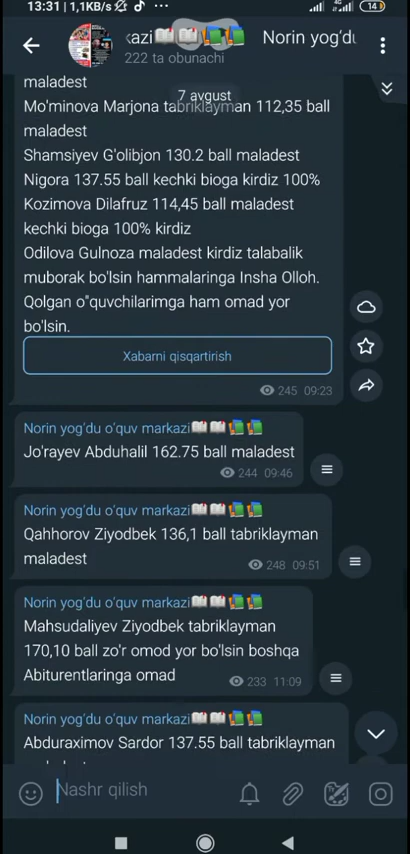 13:31 | 1,1KB/s
4G
14
kazi Norin yog'du
222 ta obunachi
7 avgust
maladest
Mo'minova Marjona tabriklayman 112,35 ball
maladest
Shamsiyev G'olibjon 130.2 ball maladest
Nigora 137.55 ball kechki bioga kirdiz 100%
Kozimova Dilafruz 114,45 ball maladest
kechki bioga 100% kirdiz
Odilova Gulnoza maladest kirdiz talabalik
muborak bo'lsin hammalaringa Insha Olloh.
Qolgan o"quvchilarimga ham omad yor
bo'lsin.
Xabarni qisqartirish
245 09:23
Norin yog'du o'quv markazi
Jo'rayev Abduhalil 162.75 ball maladest
244 09:46
Norin yog'du o'quv markazi
Qahhorov Ziyodbek 136,1 ball tabriklayman
maladest
248 09:51
Norin yog'du o'quv markazi
Mahsudaliyev Ziyodbek tabriklayman
170,10 ball zo'r omod yor bo'lsin boshqa
Abiturentlaringa omad
233 11:09
Norin yog'du o'quv markazi
Abduraximov Sardor 137.55 ball tabriklayman
Nashr qilish